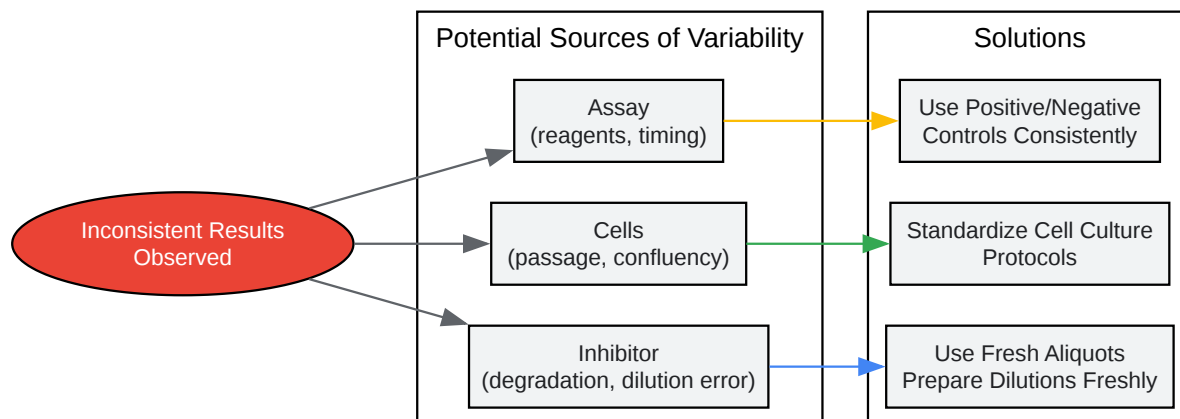 Potential Sources of Variability
Solutions
Assay
(reagents, timing)
Use Positive/Negative
Controls Consistently
Inconsistent Results
Observed
Cells
(passage, confluency)
Standardize Cell Culture
Protocols
Inhibitor
(degradation, dilution error)
Use Fresh Aliquots
Prepare Dilutions Freshly